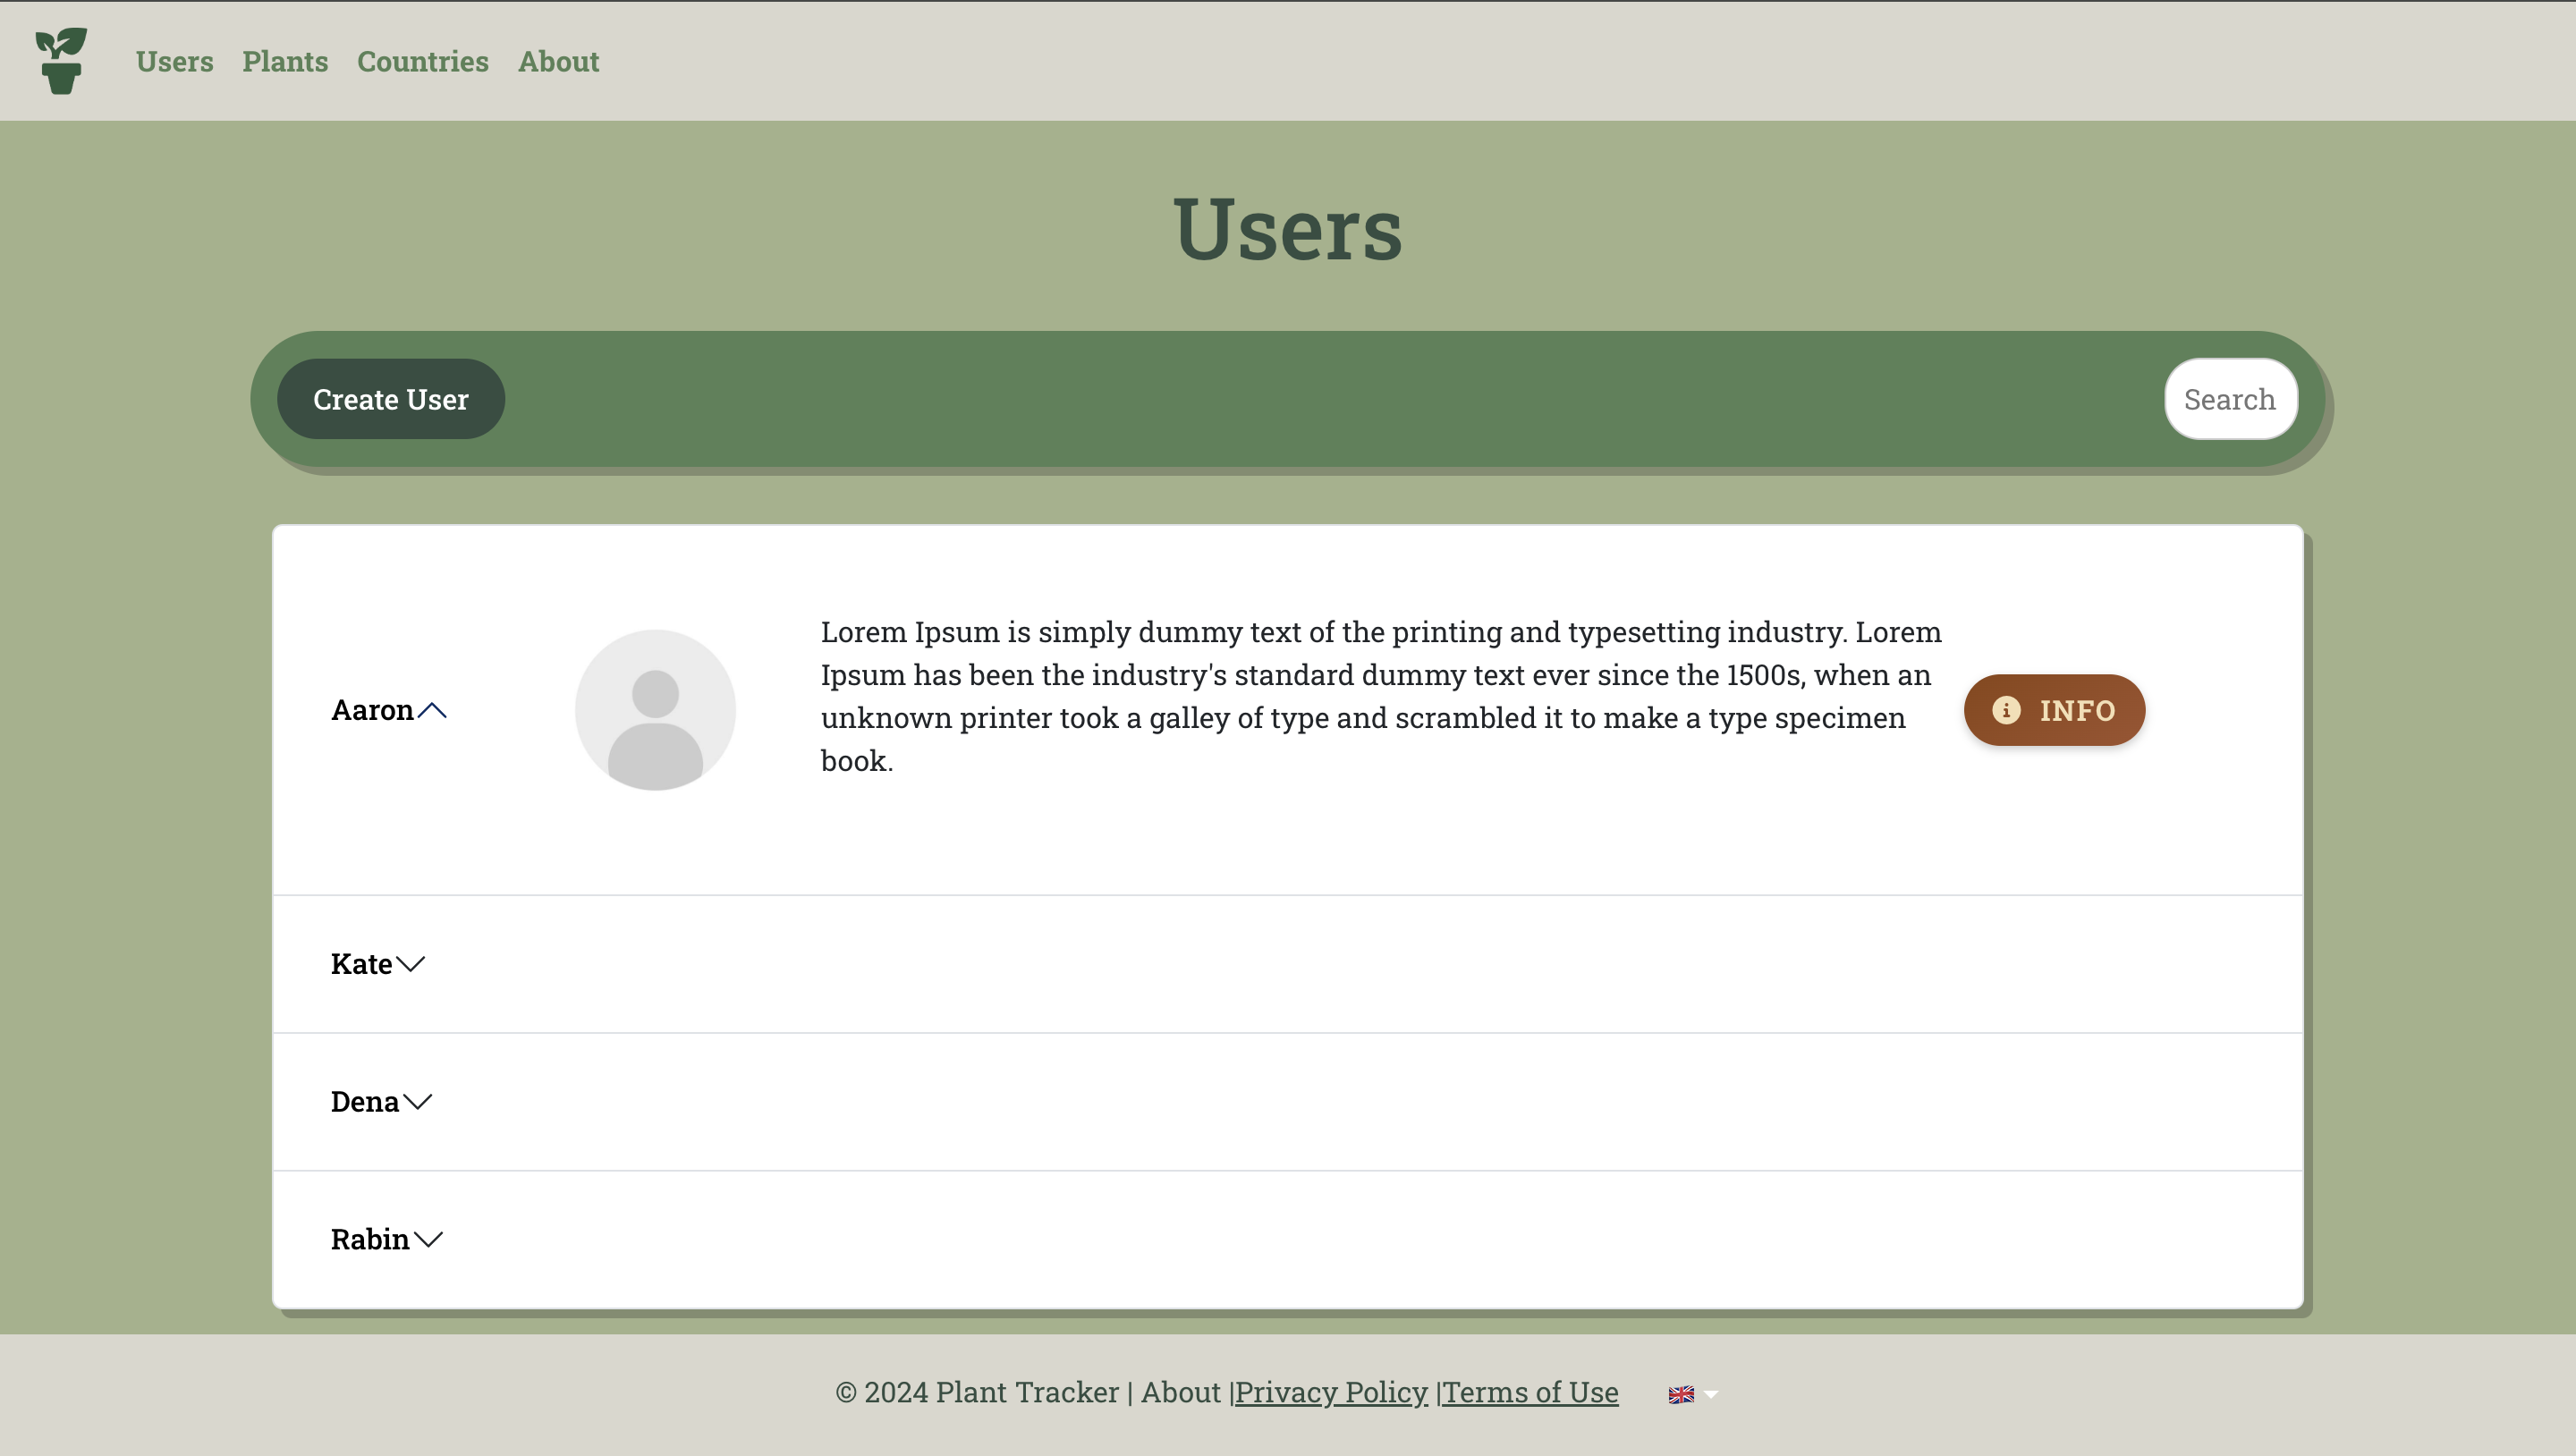 Users Plants Countries About
Users
Create User
Search
Lorem Ipsum is simply dummy text of the printing and typesetting industry. Lorem
Ipsum has been the industry's standard dummy text ever since the 1500s, when an
unknown printer took a galley of type and scrambled it to make a type specimen
book.
Aaron
INFO
Kate
Dena
Rabin
© 2024 Plant Tracker | About |Privacy Policy |Terms of Use